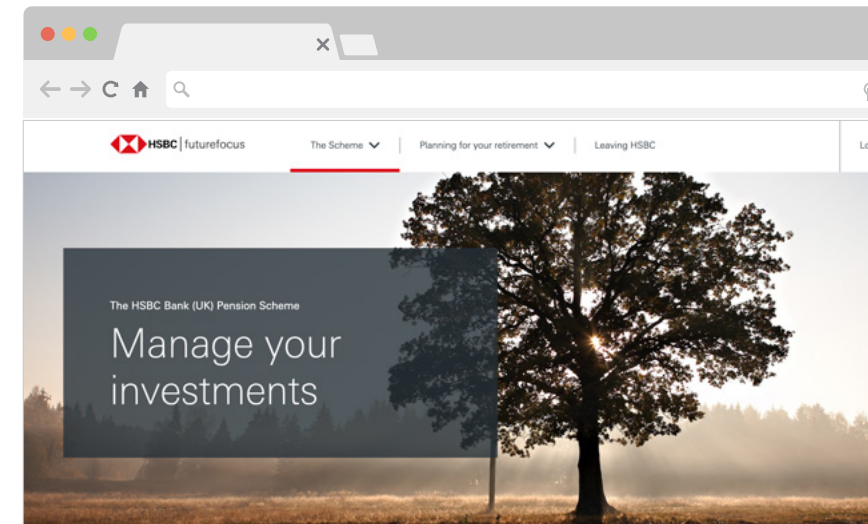 HSBC futurefocus
The Scheme
Planning for your retirement
Leaving HSBC
The HSBC Bank (UK) Pension Scheme
Manage your
investments